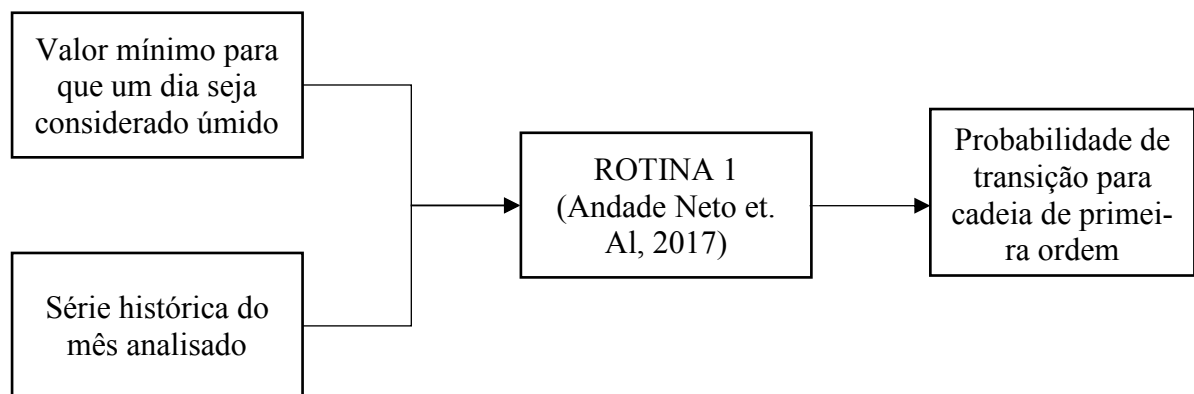 Valor mínimo para
que um dia seja
considerado úmido
Série histórica do
mês analisado
ROTINA 1
(Andade Neto et.
Al, 2017)
Probabilidade de
transição para
cadeia de primei-
ra ordem